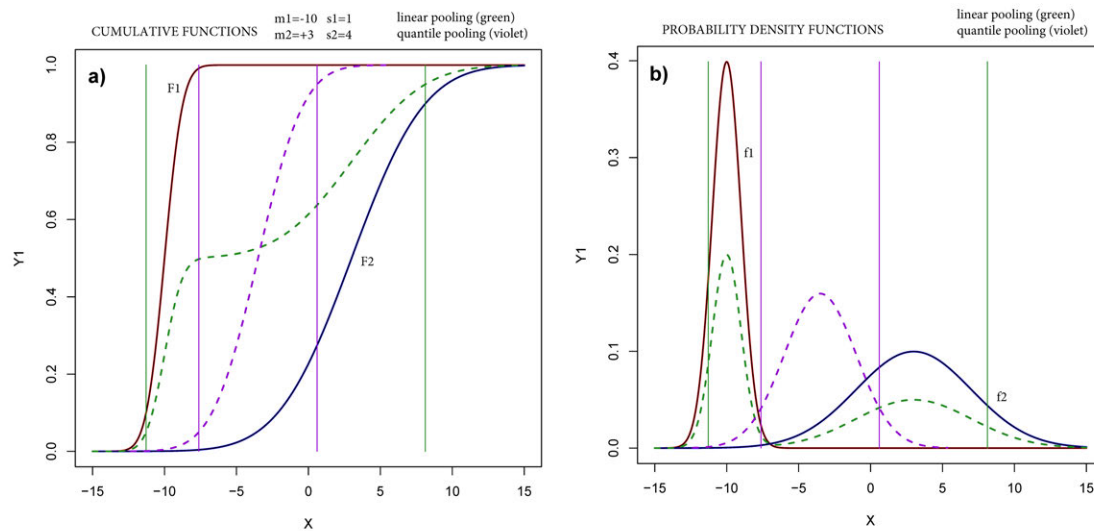 CUMULATIVE FUNCTIONS
m1=-10 s1=1
m2=+3 s2=4
linear pooling (green)
quantile pooling (violet)
a)
F1
F2
Y1
0.0
0.2
0.4
0.6
0.8
1.0
−15 −10 −5 0 5 10 15
X
PROBABILITY DENSITY FUNCTIONS
linear pooling (green)
quantile pooling (violet)
b)
f1
f2
Y1
0.0
0.1
0.2
0.3
0.4
−15 −10 −5 0 5 10 15
X